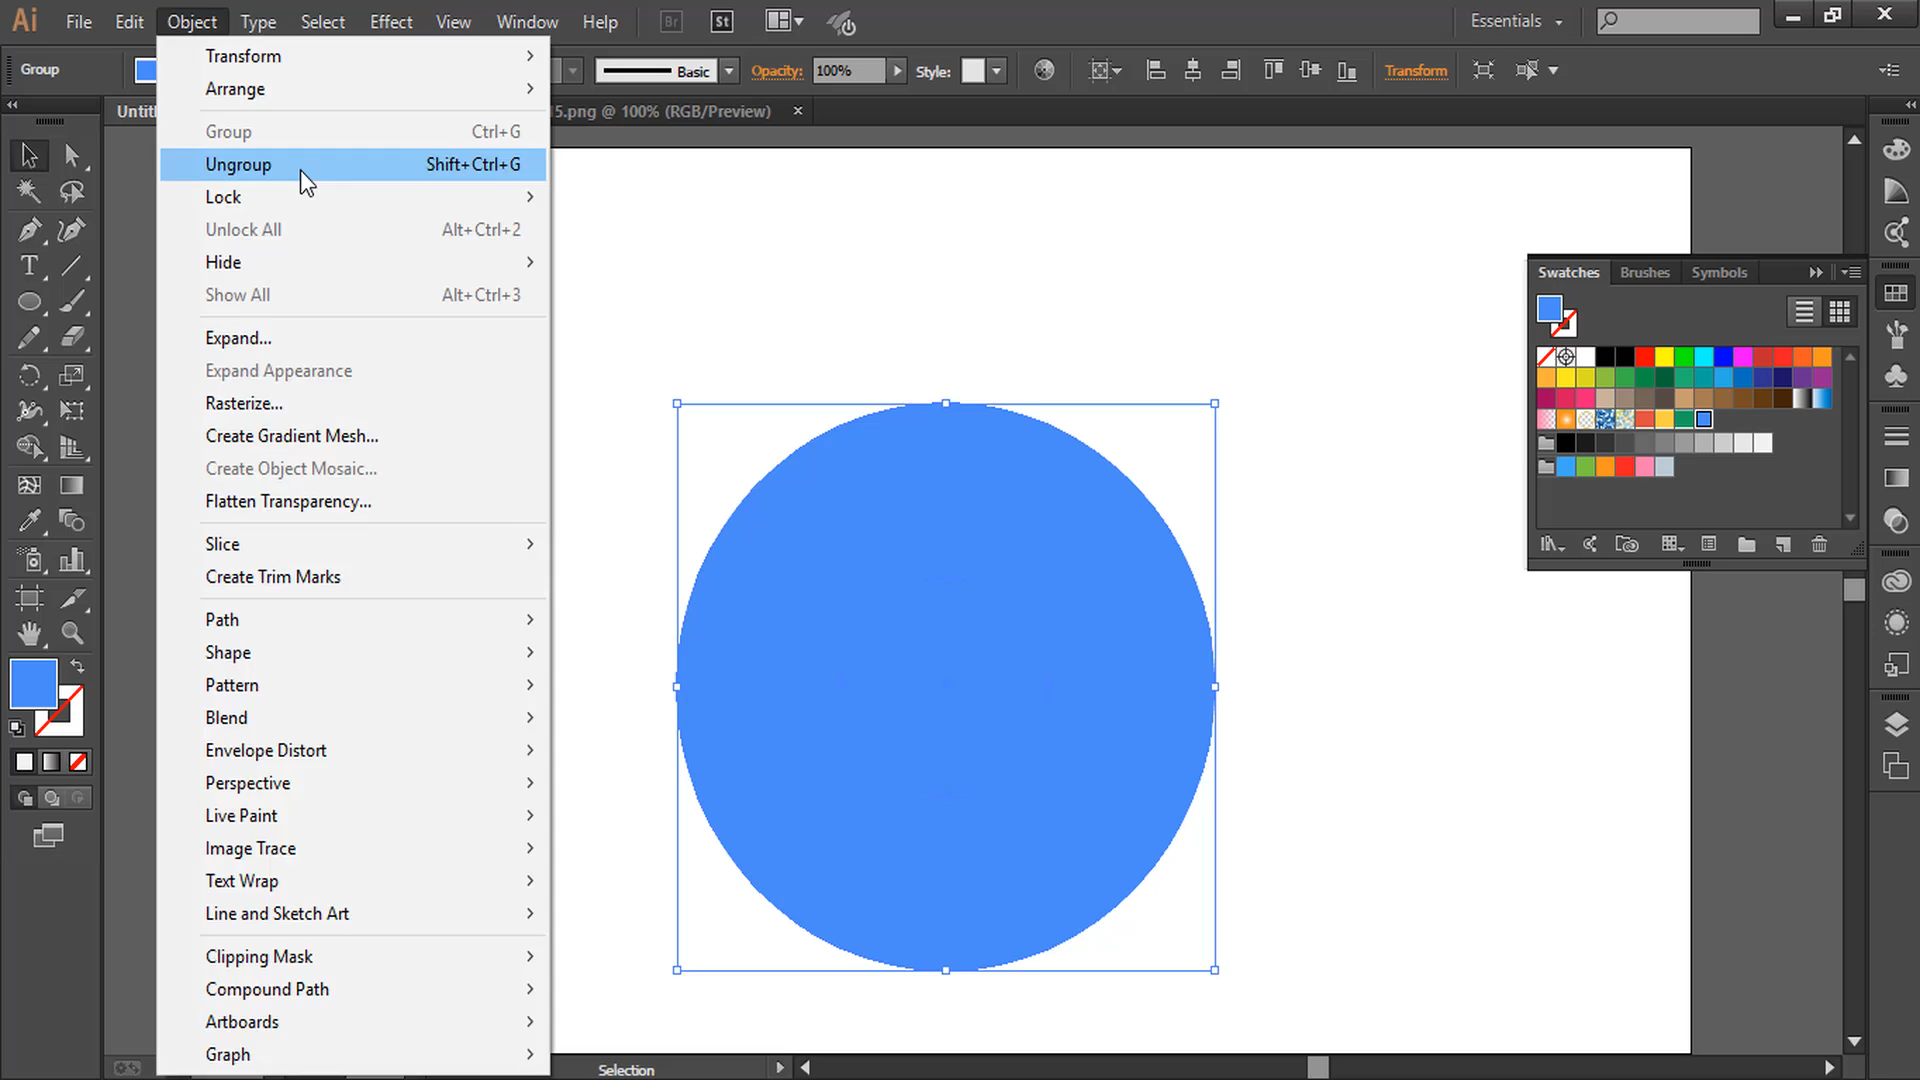 Ai File Edit Object Type Select Effect View Window Help Br St Essentials
Group Basic Opacity: 100% Style: Transform
Untitl 5.png @ 100% (RGB/Preview) ×
Transform
Arrange
Group Ctrl+G
Ungroup Shift+Ctrl+G
Lock
Unlock All Alt+Ctrl+2
Hide
Show All Alt+Ctrl+3
Expand...
Expand Appearance
Rasterize...
Create Gradient Mesh...
Create Object Mosaic...
Flatten Transparency...
Slice
Create Trim Marks
Path
Shape
Pattern
Blend
Envelope Distort
Perspective
Live Paint
Image Trace
Text Wrap
Line and Sketch Art
Clipping Mask
Compound Path
Artboards
Graph
Swatches Brushes Symbols
Selection